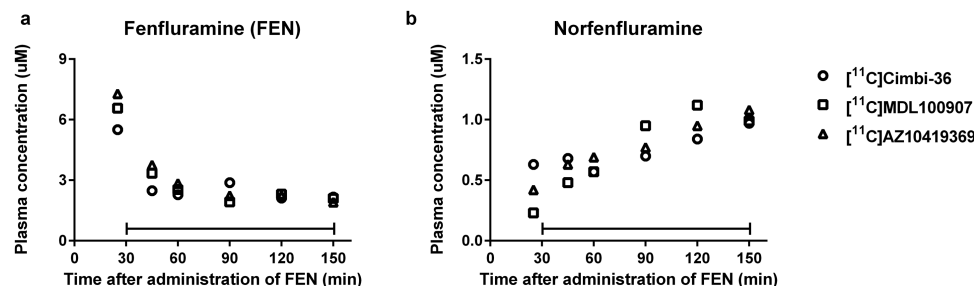 a
Fenfluramine (FEN)
Plasma concentration (uM)
9
6
3
0
0 30 60 90 120 150
Time after administration of FEN (min)
b
Norfenfluramine
Plasma concentration (uM)
1.5
1.0
0.5
0.0
0 30 60 90 120 150
Time after administration of FEN (min)
[11C]Cimbi-36
[11C]MDL100907
[11C]AZ10419369